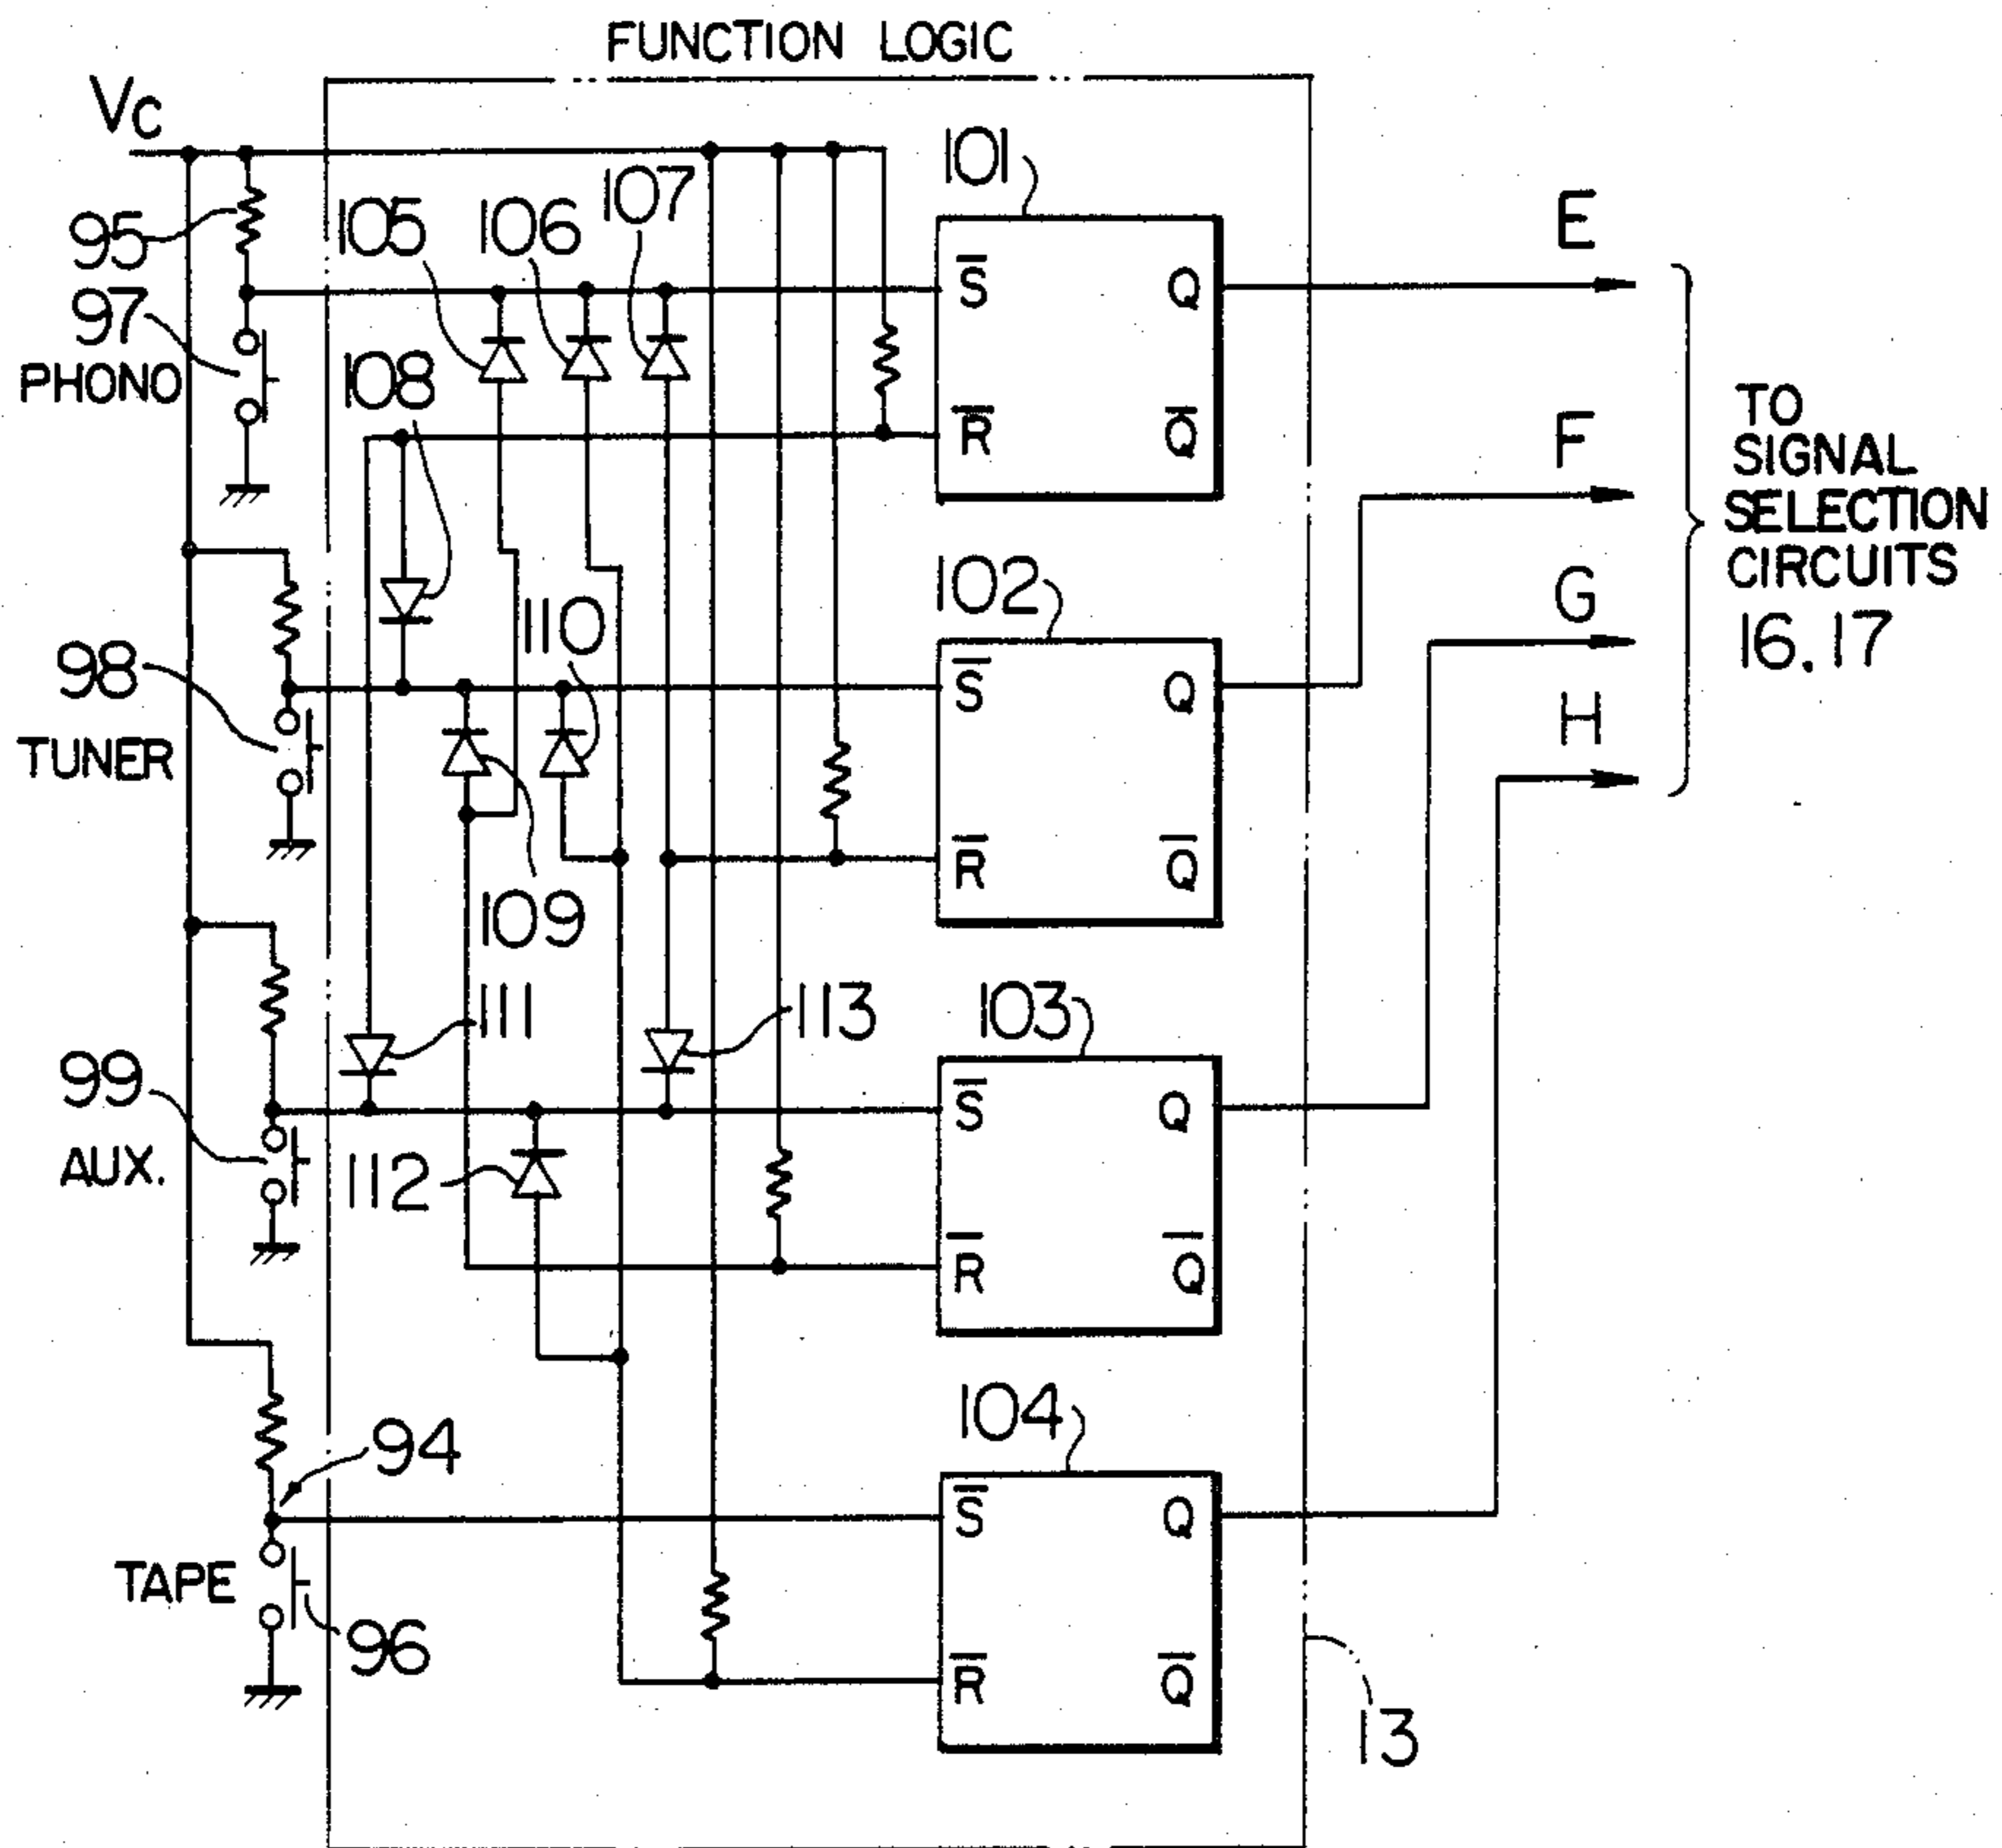 FUNCTION LOGIC
Vc
101
107
95
105
106
E
97
S̅
Q
PHONO
108
TO
F
R̅
Q̅
SIGNAL
SELECTION
CIRCUITS
16.17
102
G
110
98
S̅
Q
H
TUNER
R̅
Q̅
109
111
113
103
99
S̅
Q
AUX.
112
R̅
Q̅
104
94
S̅
Q
TAPE
96
R̅
Q̅
13